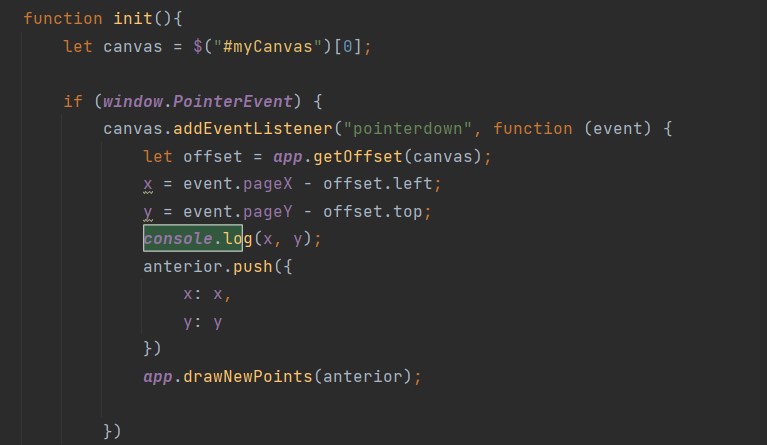 function init(){
let canvas = $("#myCanvas")[0];
if (window.PointerEvent) {
canvas.addEventListener("pointerdown", function (event) {
let offset = app.getOffset(canvas);
x = event.pageX - offset.left;
y = event.pageY - offset.top;
console.log(x, y);
anterior.push({
x: x,
y: y
})
app.drawNewPoints(anterior);
})